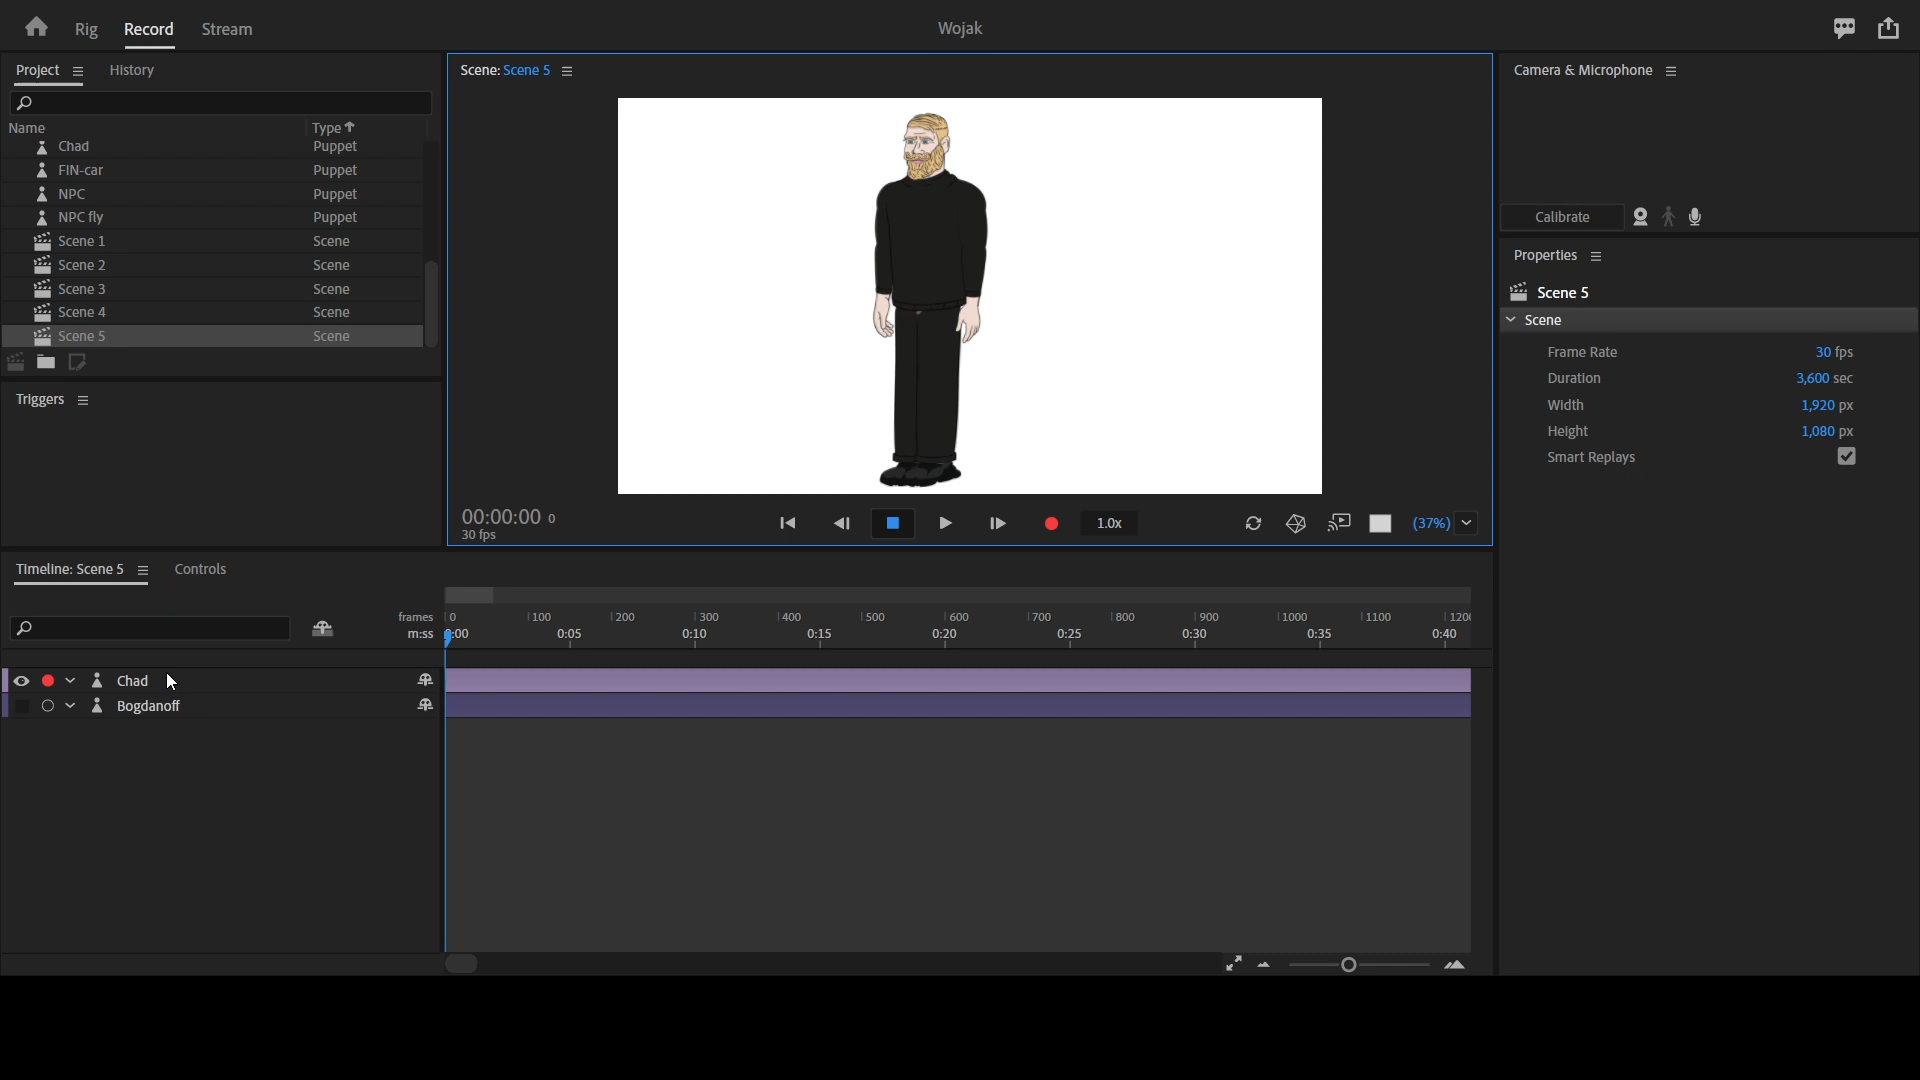 Rig Record Stream Wojak
Project History
Scene: Scene 5
Camera & Microphone
Name Type
Chad Puppet
FIN-car Puppet
NPC Puppet
NPC fly Puppet
Scene 1 Scene
Scene 2 Scene
Scene 3 Scene
Scene 4 Scene
Scene 5 Scene
Calibrate
Properties
Scene 5
Scene
Frame Rate 30 fps
Duration 3,600 sec
Width 1,920 px
Height 1,080 px
Smart Replays
Triggers
00:00:00 0
30 fps
1.0x
(37%)
Timeline: Scene 5 Controls
frames 0 100 200 300 400 500 600 700 800 900 1000 1100 1200
m:ss 0:00 0:05 0:10 0:15 0:20 0:25 0:30 0:35 0:40
Chad
Bogdanoff